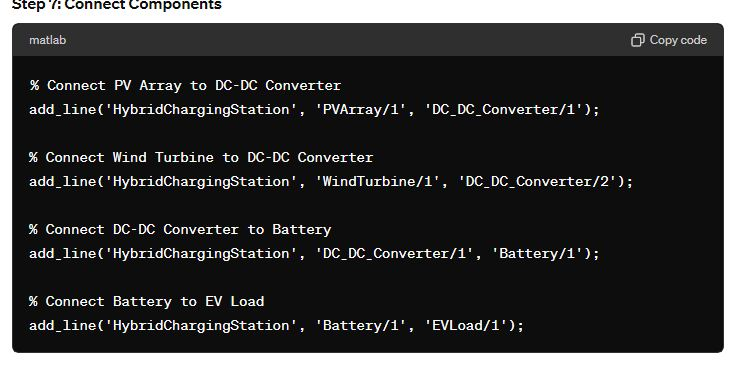 Step 7: Connect Components
matlab
Copy code
% Connect PV Array to DC-DC Converter
add_line('HybridChargingStation', 'PVArray/1', 'DC_DC_Converter/1');
% Connect Wind Turbine to DC-DC Converter
add_line('HybridChargingStation', 'WindTurbine/1', 'DC_DC_Converter/2');
% Connect DC-DC Converter to Battery
add_line('HybridChargingStation', 'DC_DC_Converter/1', 'Battery/1');
% Connect Battery to EV Load
add_line('HybridChargingStation', 'Battery/1', 'EVLoad/1');